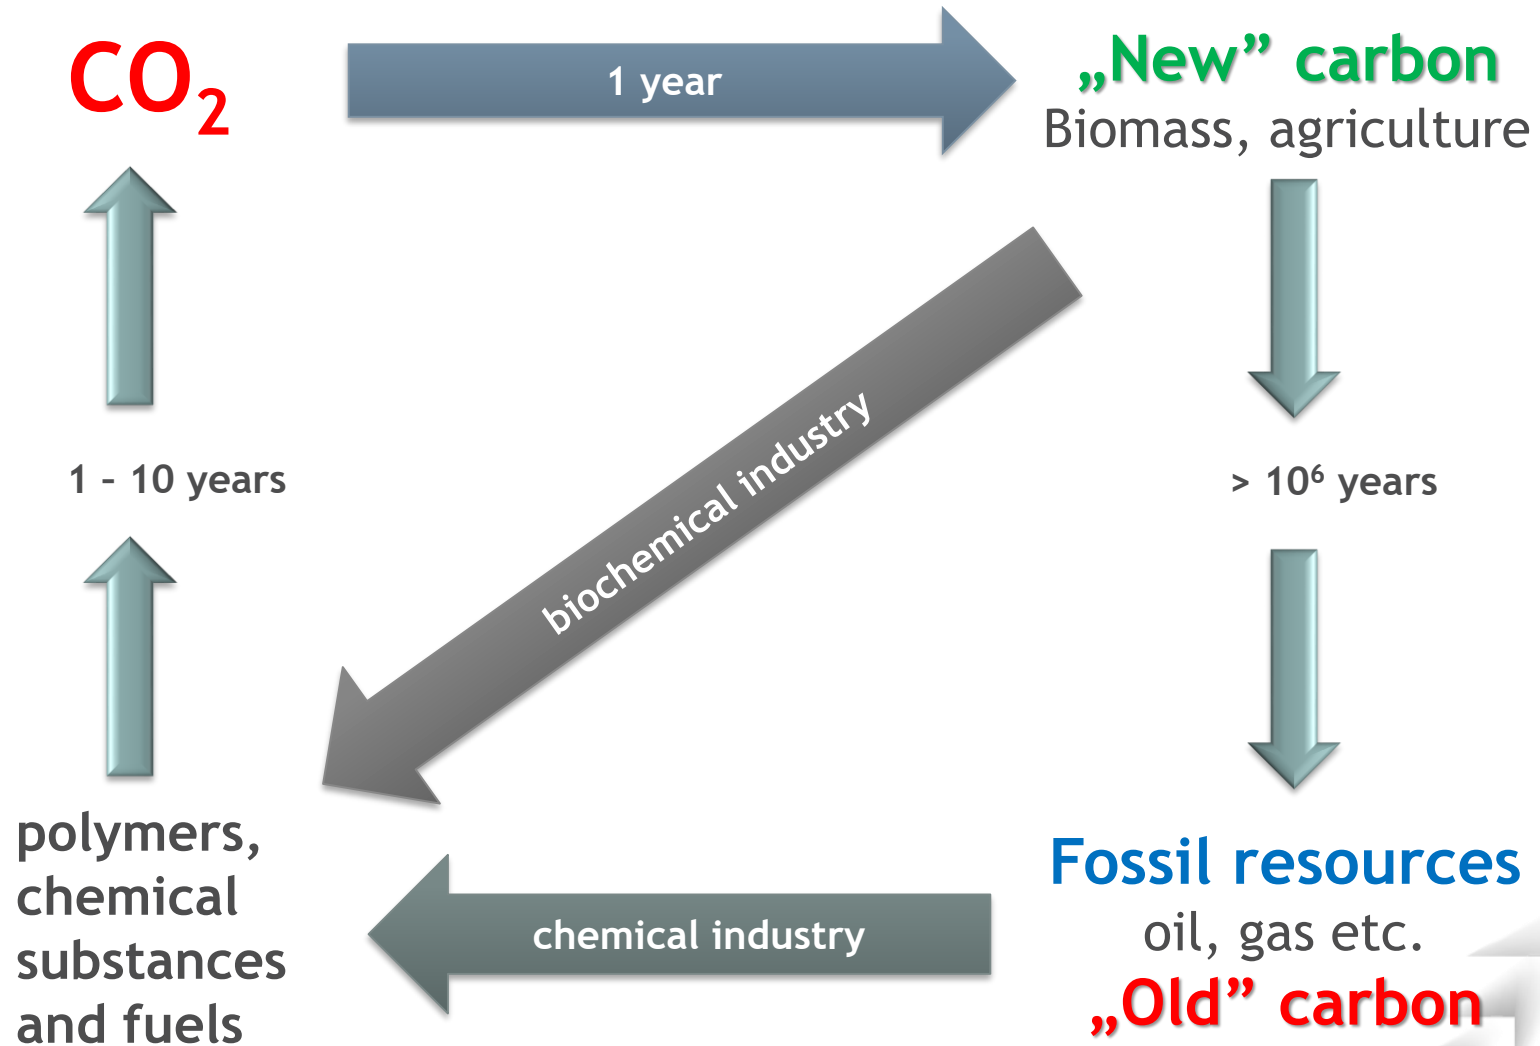 CO₂
1 year
„New” carbon
Biomass, agriculture
biochemical industry
1 – 10 years
> 10⁶ years
polymers,
chemical
substances
and fuels
chemical industry
Fossil resources
oil, gas etc.
„Old” carbon